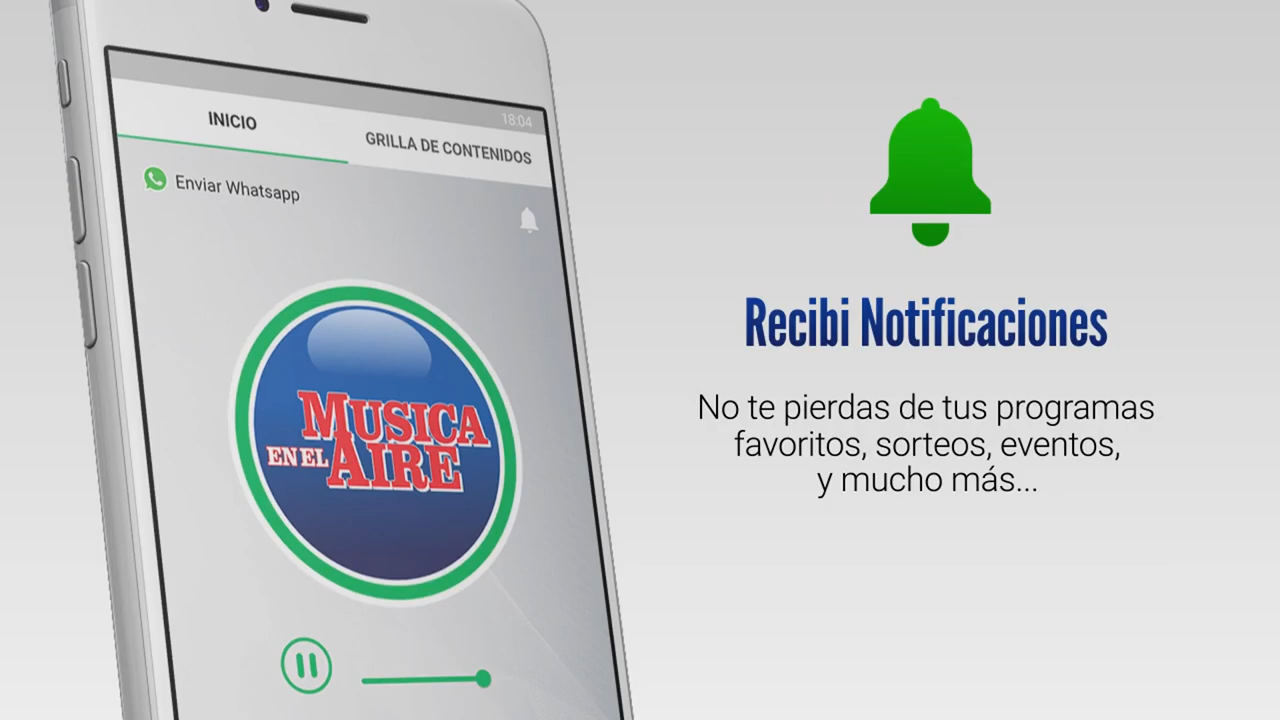 18:04
INICIO
GRILLA DE CONTENIDOS
Enviar Whatsapp
MUSICA
EN EL AIRE
Recibi Notificaciones
No te pierdas de tus programas
favoritos, sorteos, eventos,
y mucho más...